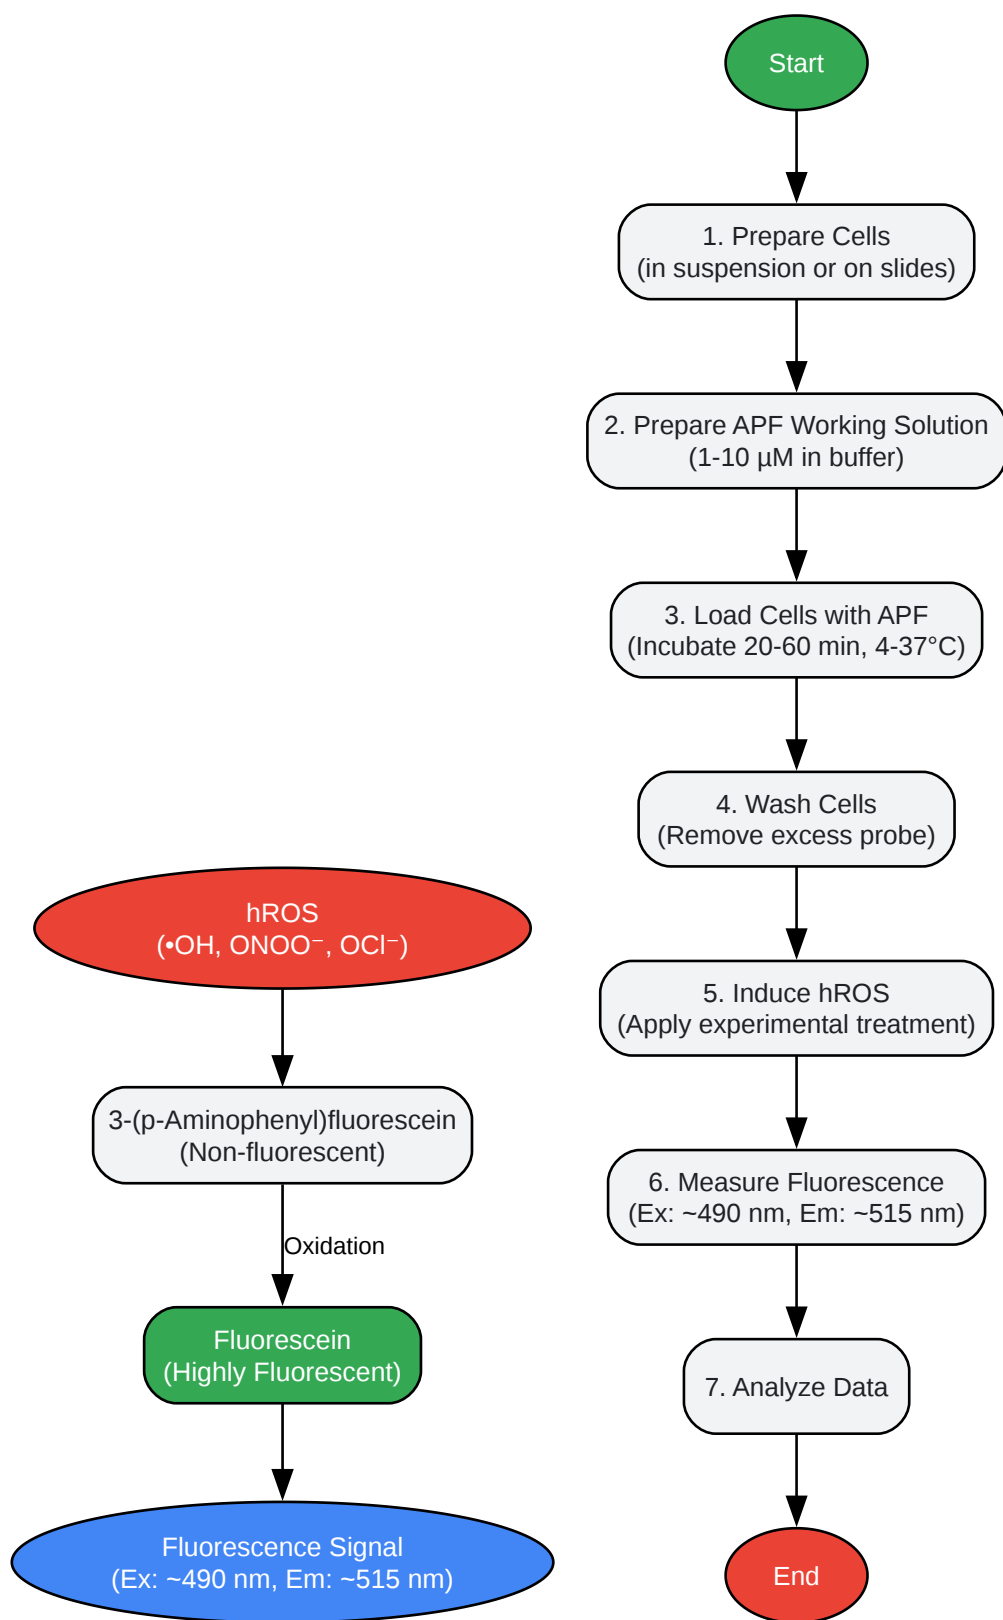 Start
1. Prepare Cells
(in suspension or on slides)
2. Prepare APF Working Solution
(1-10 µM in buffer)
3. Load Cells with APF
(Incubate 20-60 min, 4-37°C)
4. Wash Cells
(Remove excess probe)
5. Induce hROS
(Apply experimental treatment)
6. Measure Fluorescence
(Ex: ~490 nm, Em: ~515 nm)
7. Analyze Data
End
hROS
(•OH, ONOO⁻, OCl⁻)
3-(p-Aminophenyl)fluorescein
(Non-fluorescent)
Oxidation
Fluorescein
(Highly Fluorescent)
Fluorescence Signal
(Ex: ~490 nm, Em: ~515 nm)